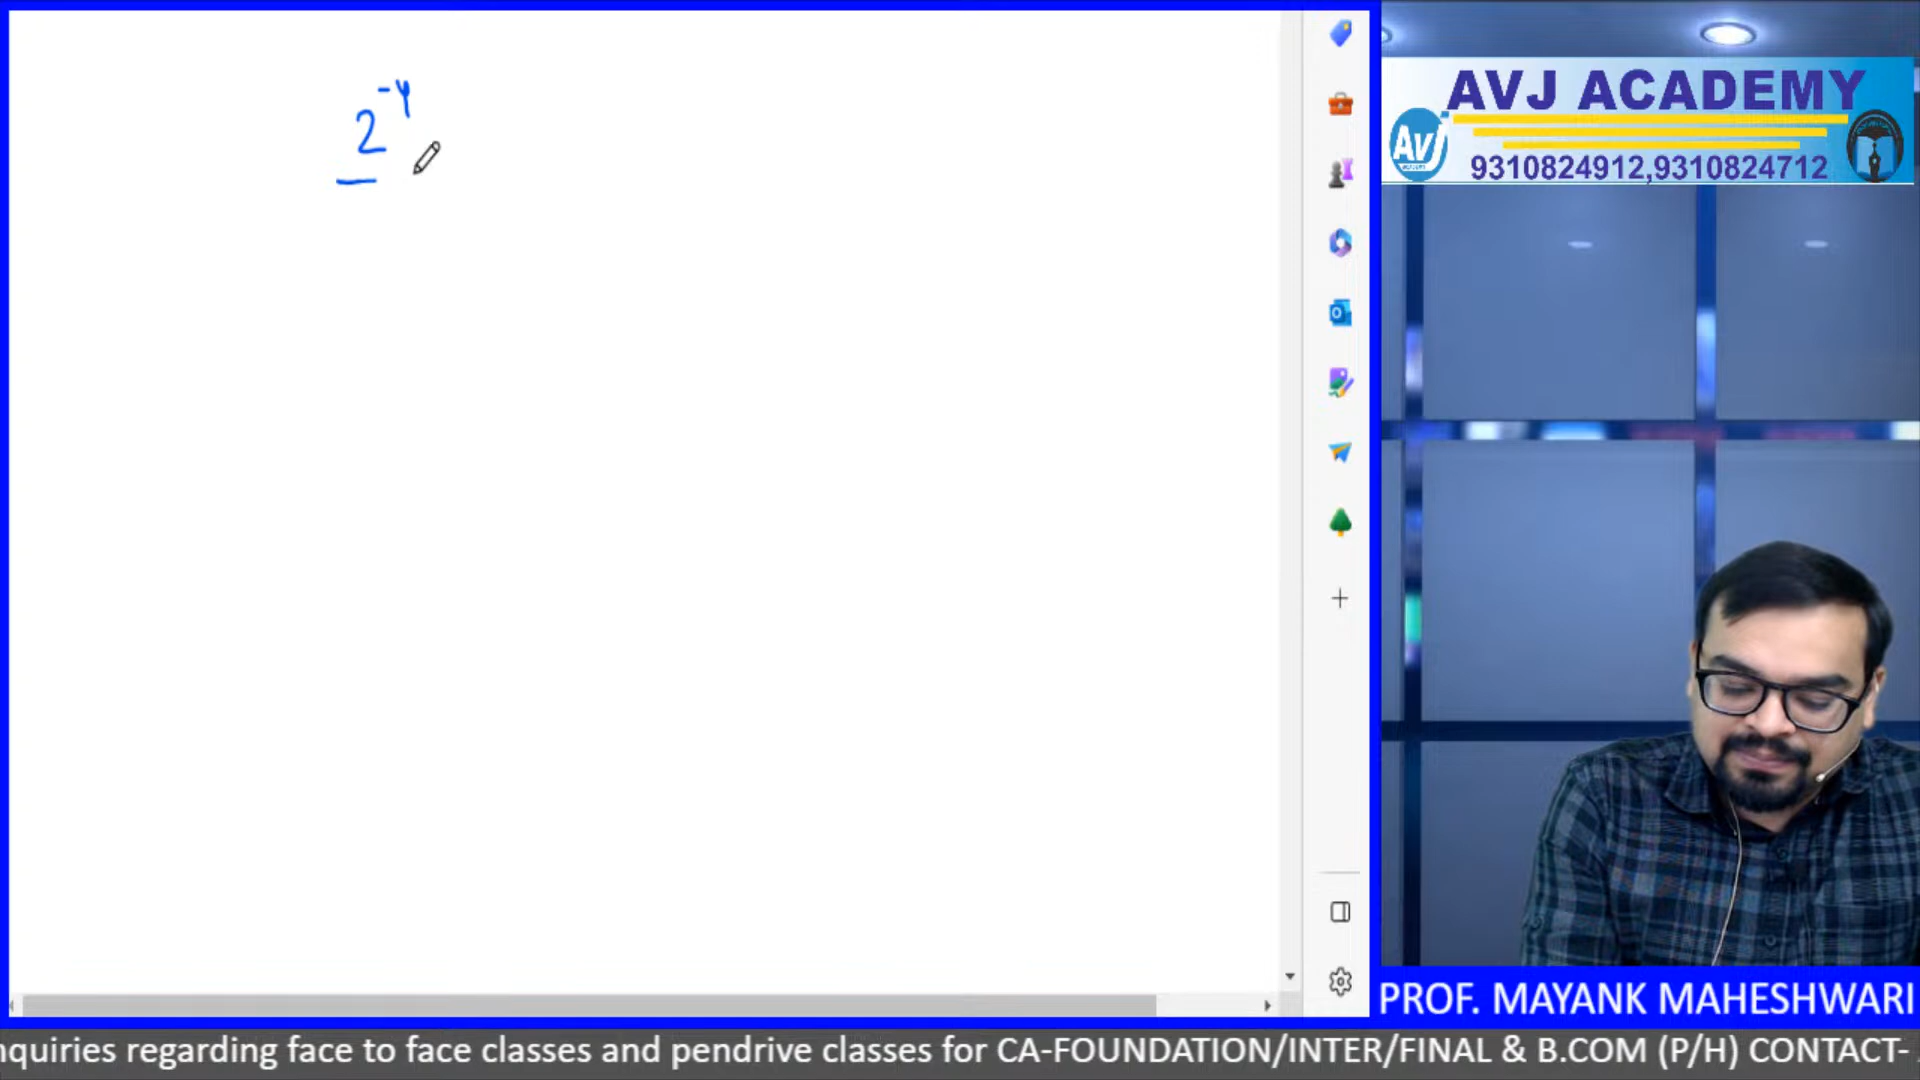 2⁻⁴
AVJ ACADEMY
AVJ
9310824912,9310824712
PROF. MAYANK MAHESHWARI
nquiries regarding face to face classes and pendrive classes for CA-FOUNDATION/INTER/FINAL & B.COM (P/H) CONTACT-